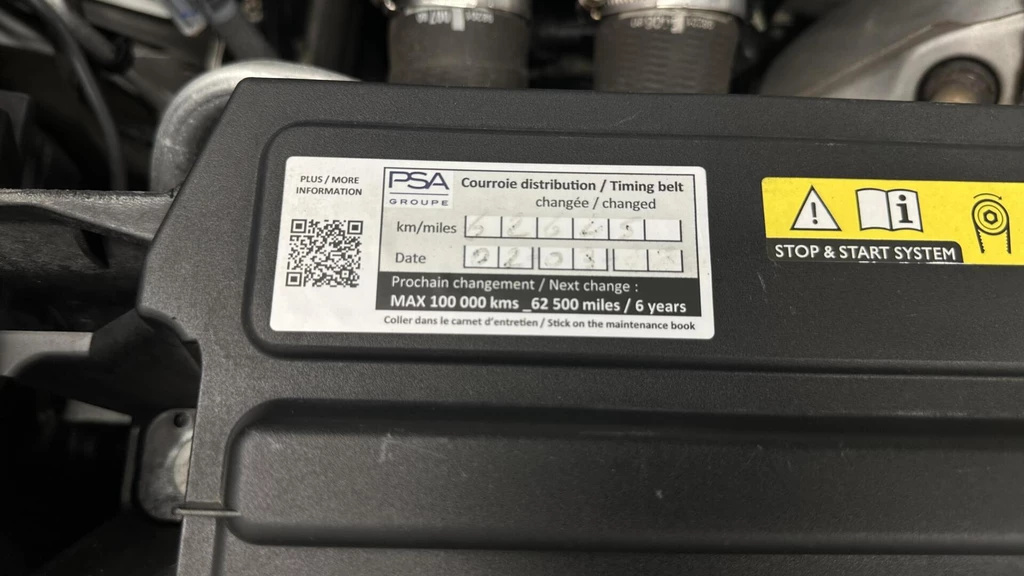 PLUS / MORE
INFORMATION
PSA
GROUPE
Courroie distribution / Timing belt
changée / changed
km/miles
Date
Prochain changement / Next change :
MAX 100 000 kms _62 500 miles / 6 years
Coller dans le carnet d'entretien / Stick on the maintenance book
STOP & START SYSTEM